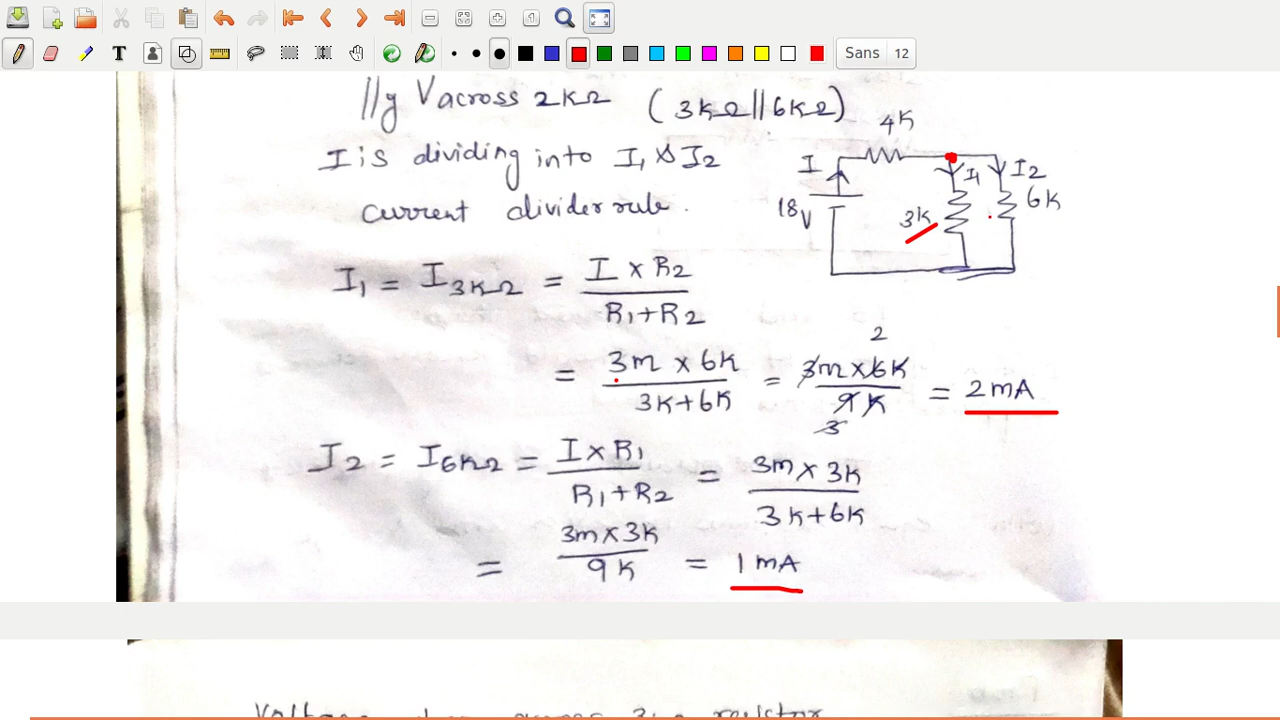 Sans 12
//y Vacross 2KΩ (3KΩ||6KΩ)
I is dividing into I1 & I2
current divider rule.
4K
I
I1
I2
18V
3K
6K
I1 = I3KΩ = I x R2 / R1+R2
= 3m x 6K / 3K+6K = 3m x 6K / 9K = 2mA
2
3
I2 = I6KΩ = I x R1 / R1+R2 = 3m x 3K / 3K+6K
= 3m x 3K / 9K = 1mA